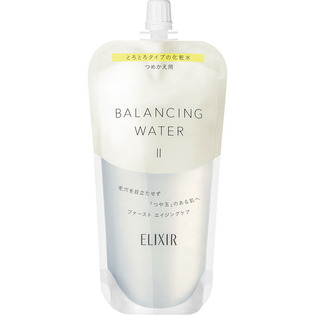 とろとろタイプの化粧水
つめかえ用
BALANCING
WATER
II
毛穴を目立たせず
「つや玉」のある肌へ
ファースト エイジングケア
ELIXIR